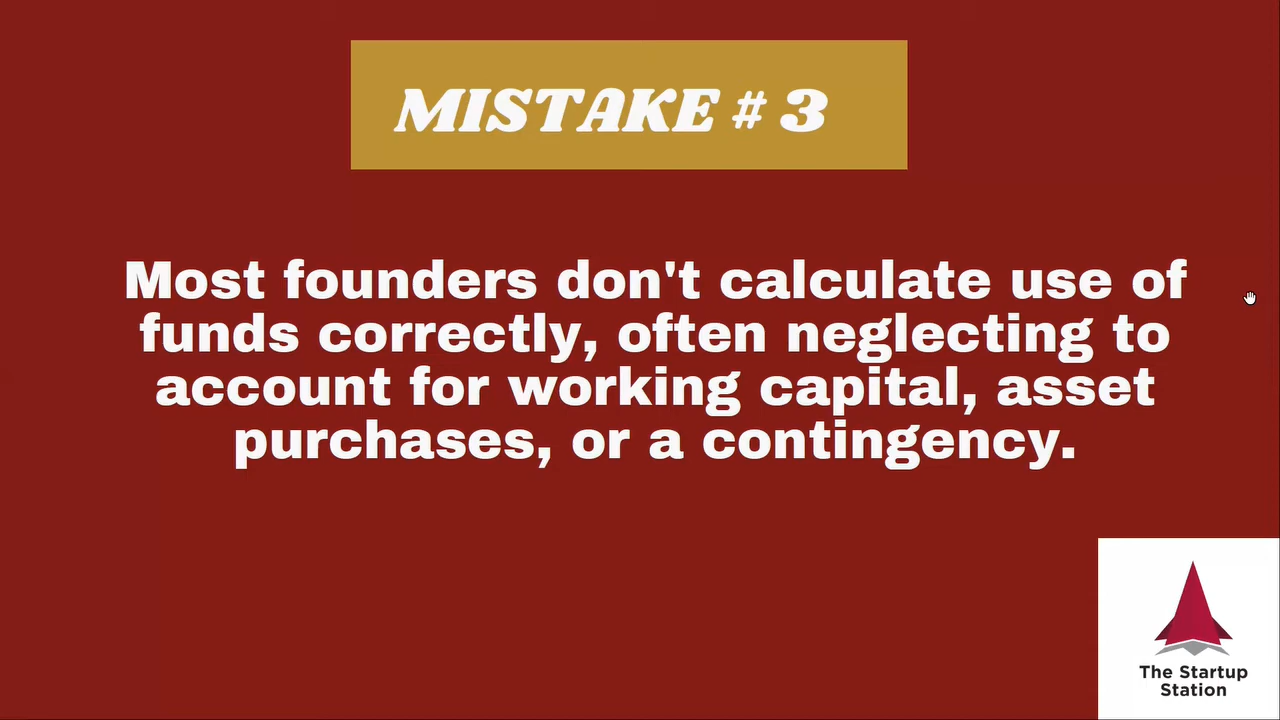 MISTAKE # 3
Most founders don't calculate use of
funds correctly, often neglecting to
account for working capital, asset
purchases, or a contingency.
The Startup
Station